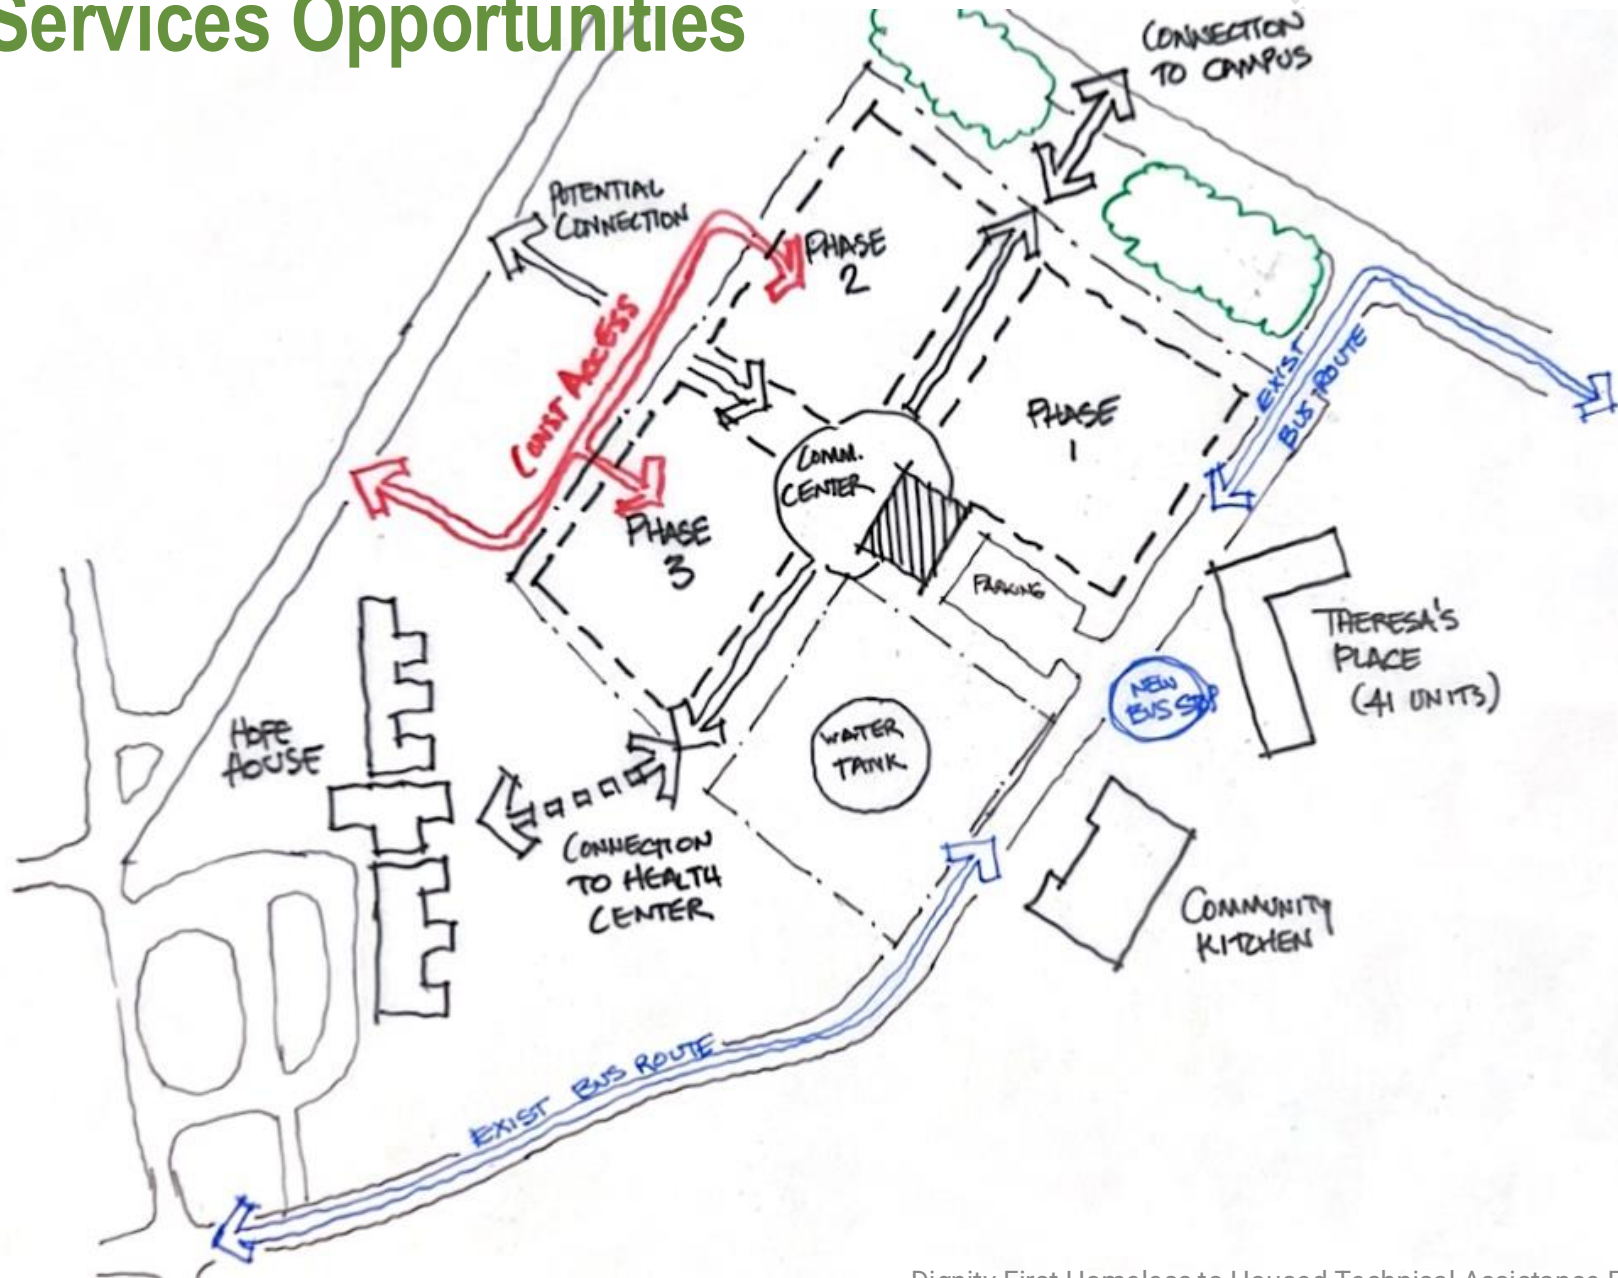 Services Opportunities
CONNECTION
TO CAMPUS
POTENTIAL
CONNECTION
PHASE
2
CONST ACCESS
PHASE
1
EXIST
BUS ROUTE
COMM.
CENTER
PHASE
3
PARKING
THERESA'S
PLACE
(41 UNITS)
NEW
BUS STOP
HOPE
HOUSE
WATER
TANK
CONNECTION
TO HEALTH
CENTER
COMMUNITY
KITCHEN
EXIST BUS ROUTE